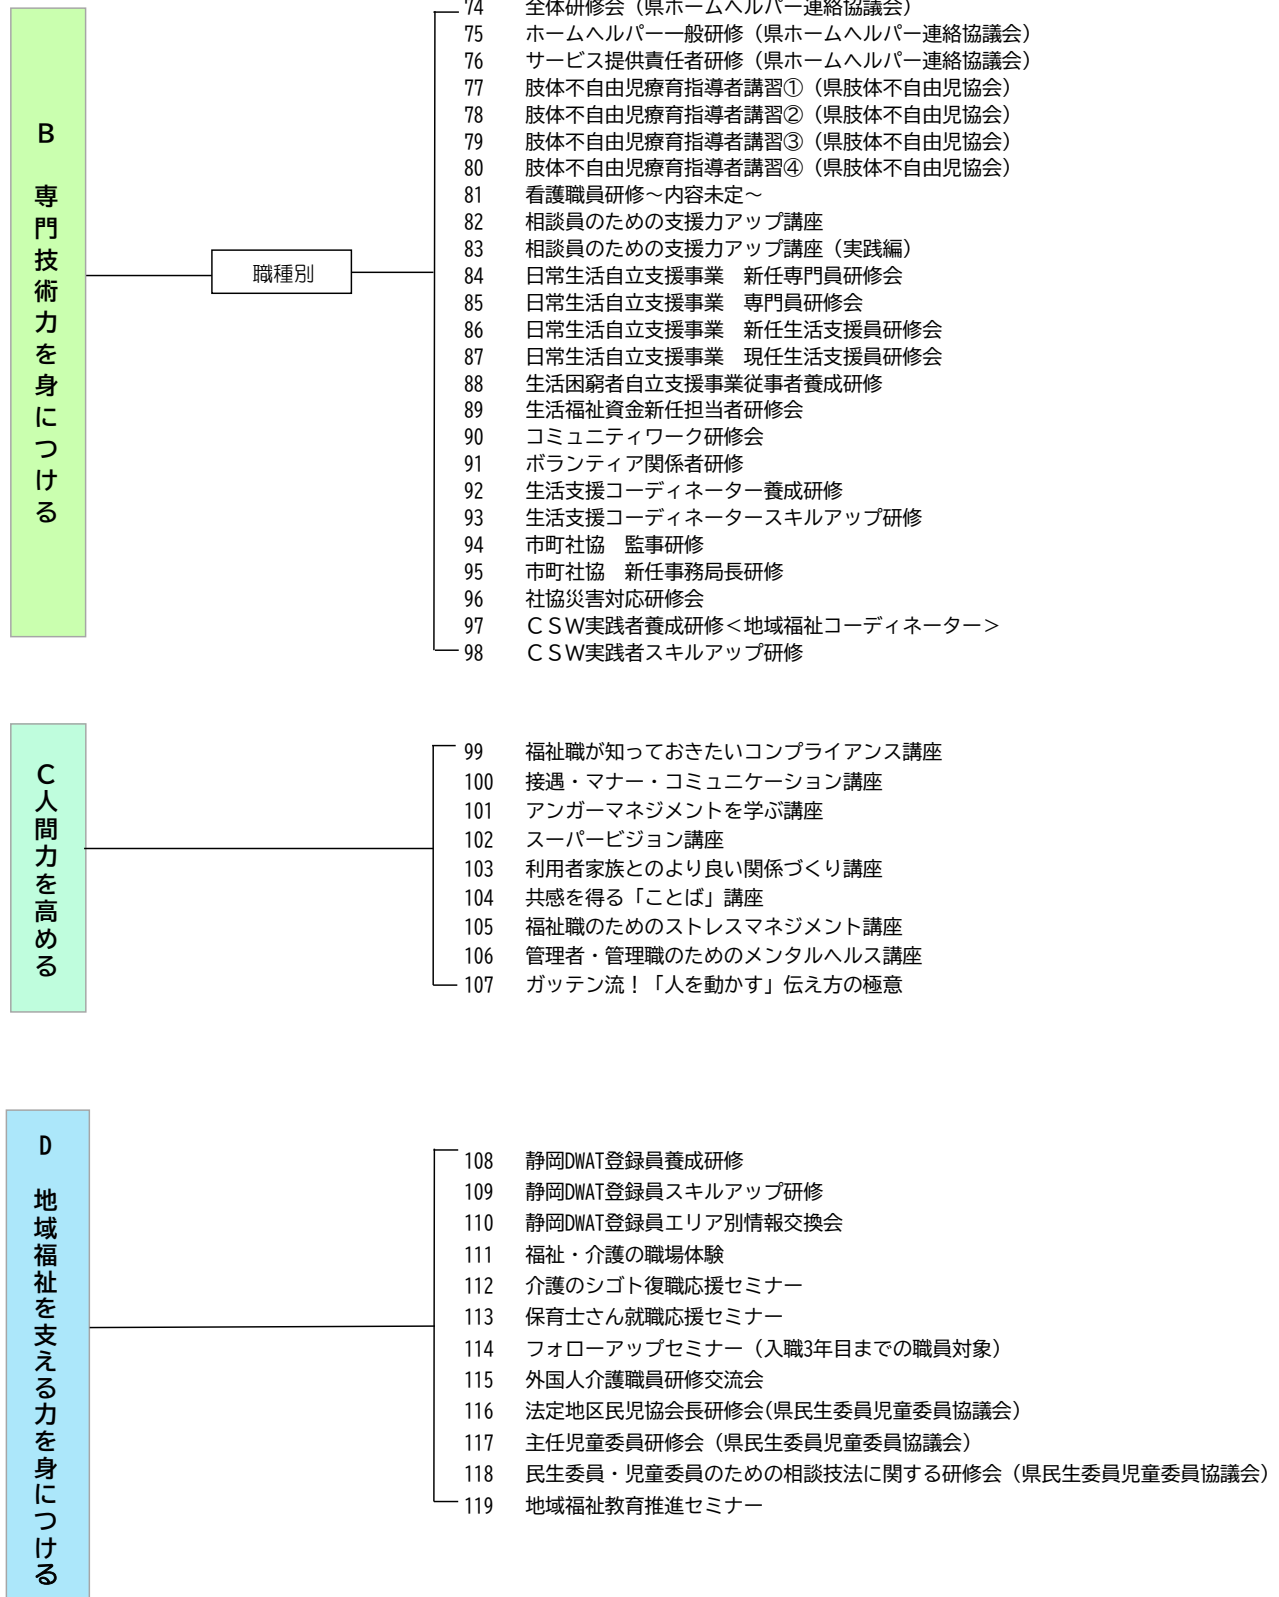 B 専門技術力を身につける
職種別
74 全体研修会（県ホームヘルパー連絡協議会）
75 ホームヘルパー一般研修（県ホームヘルパー連絡協議会）
76 サービス提供責任者研修（県ホームヘルパー連絡協議会）
77 肢体不自由児療育指導者講習①（県肢体不自由児協会）
78 肢体不自由児療育指導者講習②（県肢体不自由児協会）
79 肢体不自由児療育指導者講習③（県肢体不自由児協会）
80 肢体不自由児療育指導者講習④（県肢体不自由児協会）
81 看護職員研修～内容未定～
82 相談員のための支援力アップ講座
83 相談員のための支援力アップ講座（実践編）
84 日常生活自立支援事業　新任専門員研修会
85 日常生活自立支援事業　専門員研修会
86 日常生活自立支援事業　新任生活支援員研修会
87 日常生活自立支援事業　現任生活支援員研修会
88 生活困窮者自立支援事業従事者養成研修
89 生活福祉資金新任担当者研修会
90 コミュニティワーク研修会
91 ボランティア関係者研修
92 生活支援コーディネーター養成研修
93 生活支援コーディネータースキルアップ研修
94 市町社協　監事研修
95 市町社協　新任事務局長研修
96 社協災害対応研修会
97 ＣＳＷ実践者養成研修＜地域福祉コーディネーター＞
98 ＣＳＷ実践者スキルアップ研修
C人間力を高める
99 福祉職が知っておきたいコンプライアンス講座
100 接遇・マナー・コミュニケーション講座
101 アンガーマネジメントを学ぶ講座
102 スーパービジョン講座
103 利用者家族とのより良い関係づくり講座
104 共感を得る「ことば」講座
105 福祉職のためのストレスマネジメント講座
106 管理者・管理職のためのメンタルヘルス講座
107 ガッテン流！「人を動かす」伝え方の極意
D 地域福祉を支える力を身につける
108 静岡DWAT登録員養成研修
109 静岡DWAT登録員スキルアップ研修
110 静岡DWAT登録員エリア別情報交換会
111 福祉・介護の職場体験
112 介護のシゴト復職応援セミナー
113 保育士さん就職応援セミナー
114 フォローアップセミナー（入職3年目までの職員対象）
115 外国人介護職員研修交流会
116 法定地区民児協会長研修会(県民生委員児童委員協議会）
117 主任児童委員研修会（県民生委員児童委員協議会）
118 民生委員・児童委員のための相談技法に関する研修会（県民生委員児童委員協議会）
119 地域福祉教育推進セミナー